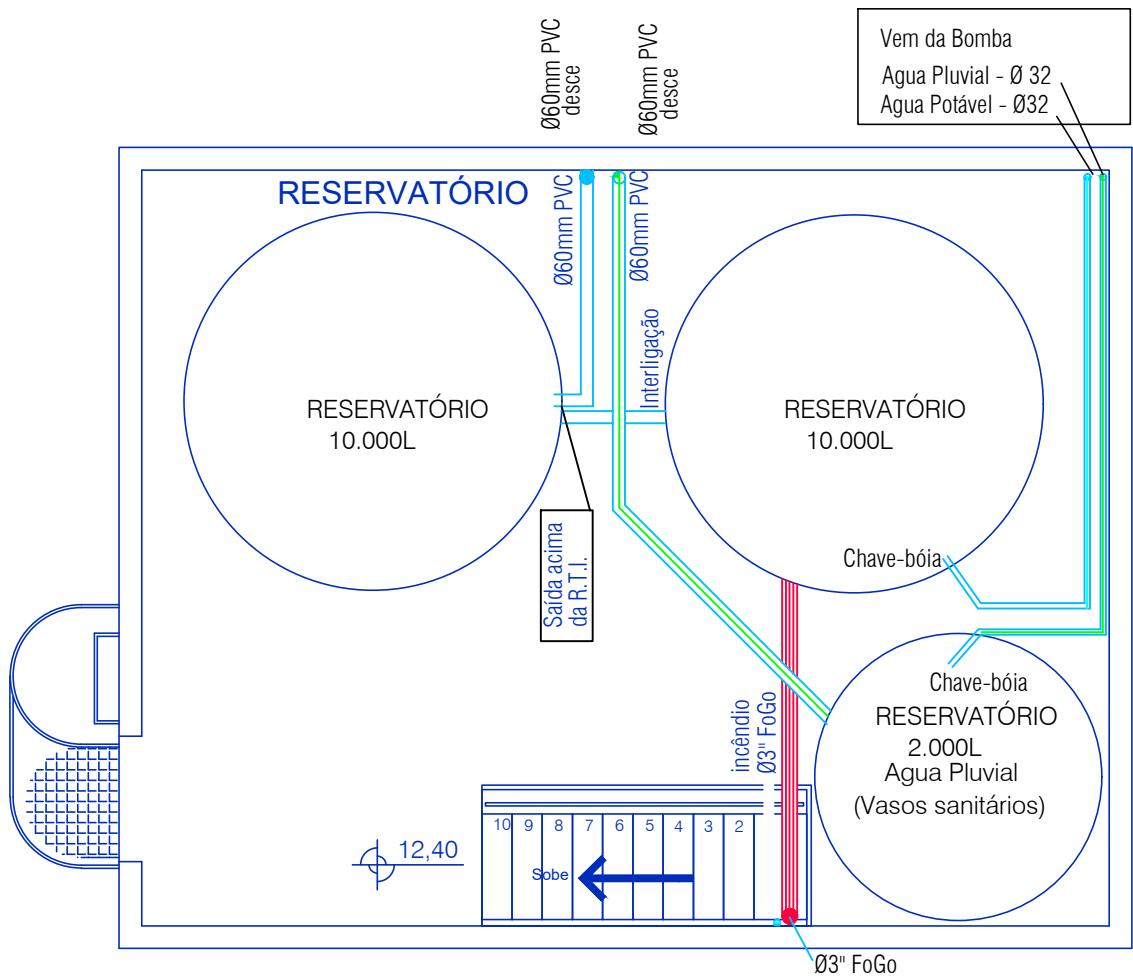 Ø60mm PVC
desce
Ø60mm PVC
desce
Vem da Bomba
Agua Pluvial - Ø 32
Agua Potável - Ø32
RESERVATÓRIO
Ø60mm PVC
Ø60mm PVC
Interligação
RESERVATÓRIO
10.000L
RESERVATÓRIO
10.000L
Saída acima
da R.T.I.
Chave-bóia
Chave-bóia
RESERVATÓRIO
2.000L
Agua Pluvial
(Vasos sanitários)
incêndio
Ø3" FoGo
10 9 8 7 6 5 4 3 2
Sobe
12,40
Ø3" FoGo